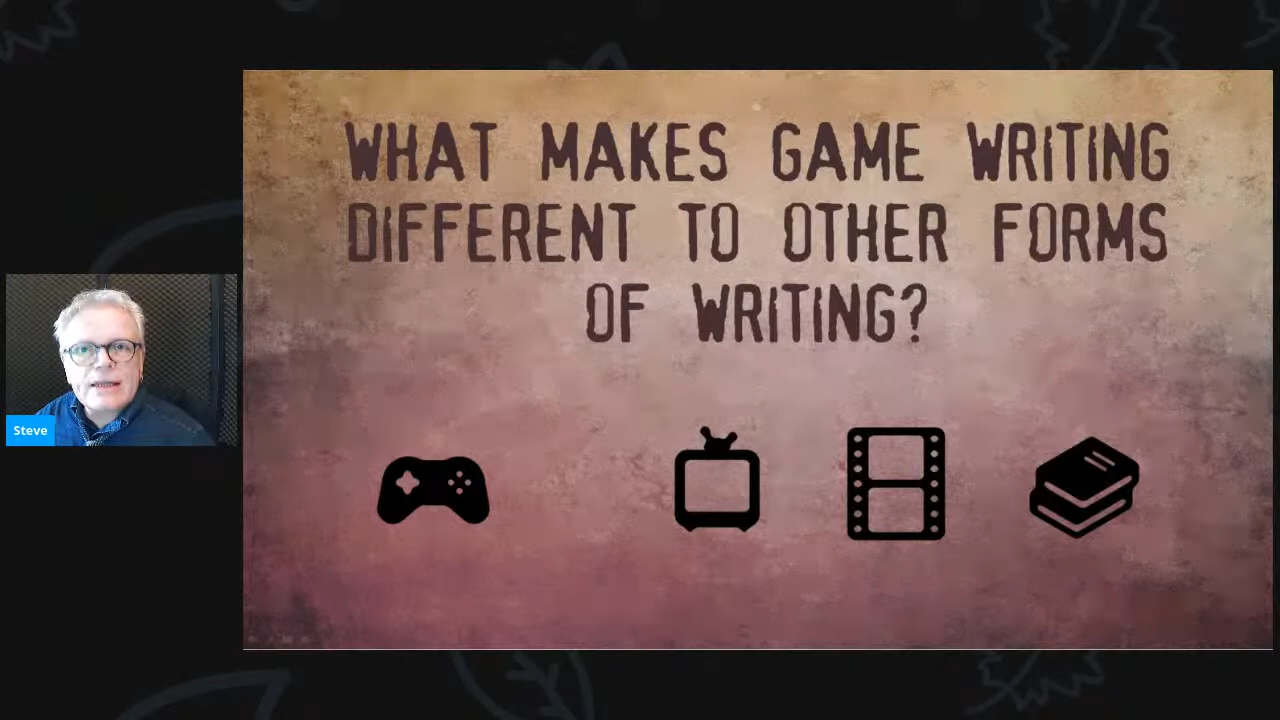 WHAT MAKES GAME WRITING
DIFFERENT TO OTHER FORMS
OF WRITING?
Steve